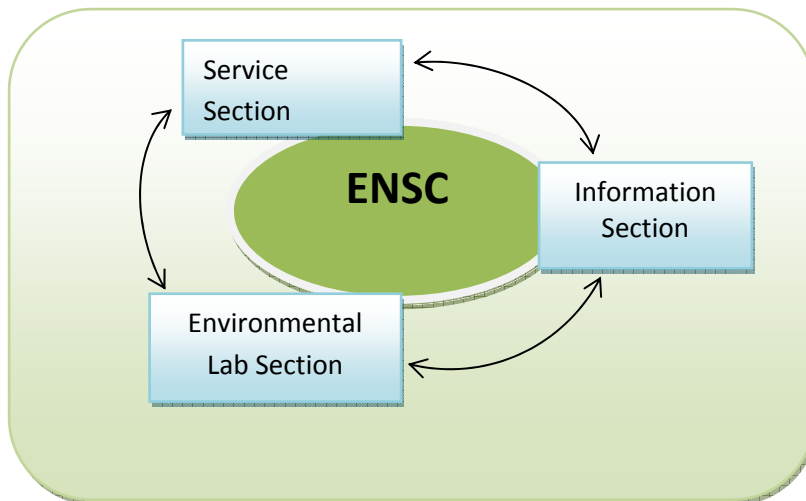 Service
Section
ENSC
Information
Section
Environmental
Lab Section